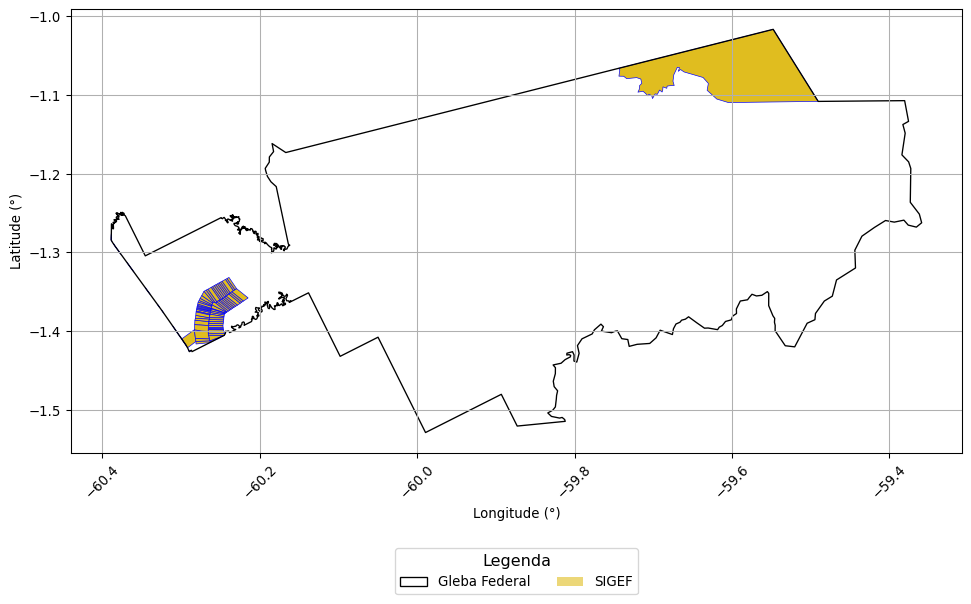 −1.0
−1.1
−1.2
−1.3
−1.4
−1.5
Latitude (°)
−60.4
−60.2
−60.0
−59.8
−59.6
−59.4
Longitude (°)
Legenda
Gleba Federal
SIGEF